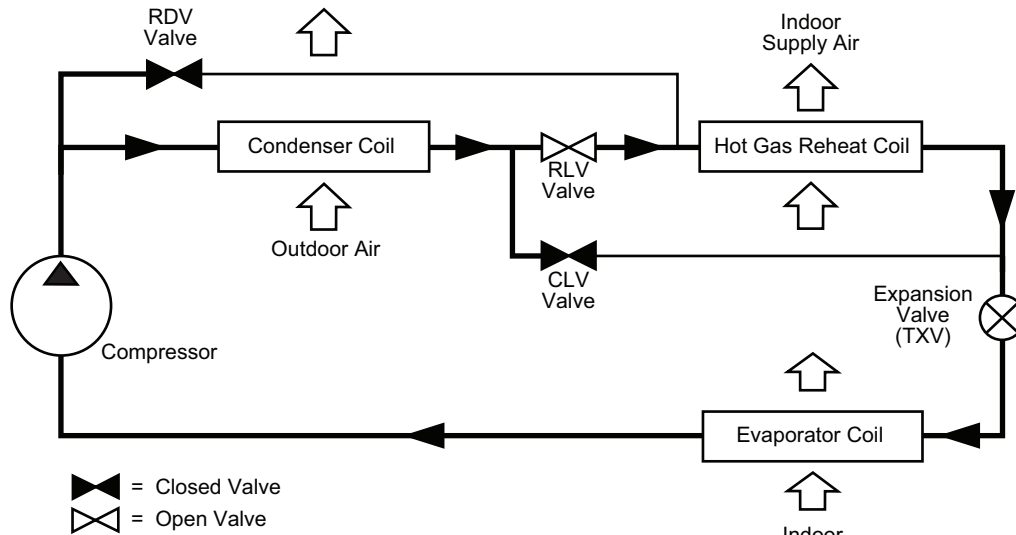 RDV
Valve
Indoor
Supply Air
Condenser Coil
RLV
Valve
Hot Gas Reheat Coil
Outdoor Air
CLV
Valve
Expansion
Valve
(TXV)
Compressor
Evaporator Coil
= Closed Valve
= Open Valve
Indoor